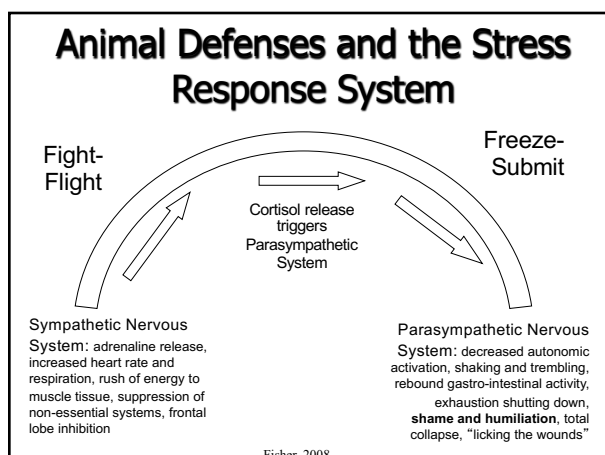 Animal Defenses and the Stress
Response System
Fight-
Flight
Freeze-
Submit
Cortisol release
triggers
Parasympathetic
System
Sympathetic Nervous
System: adrenaline release,
increased heart rate and
respiration, rush of energy to
muscle tissue, suppression of
non-essential systems, frontal
lobe inhibition
Parasympathetic Nervous
System: decreased autonomic
activation, shaking and trembling,
rebound gastro-intestinal activity,
exhaustion shutting down,
shame and humiliation, total
collapse, “licking the wounds”
Fisher, 2008